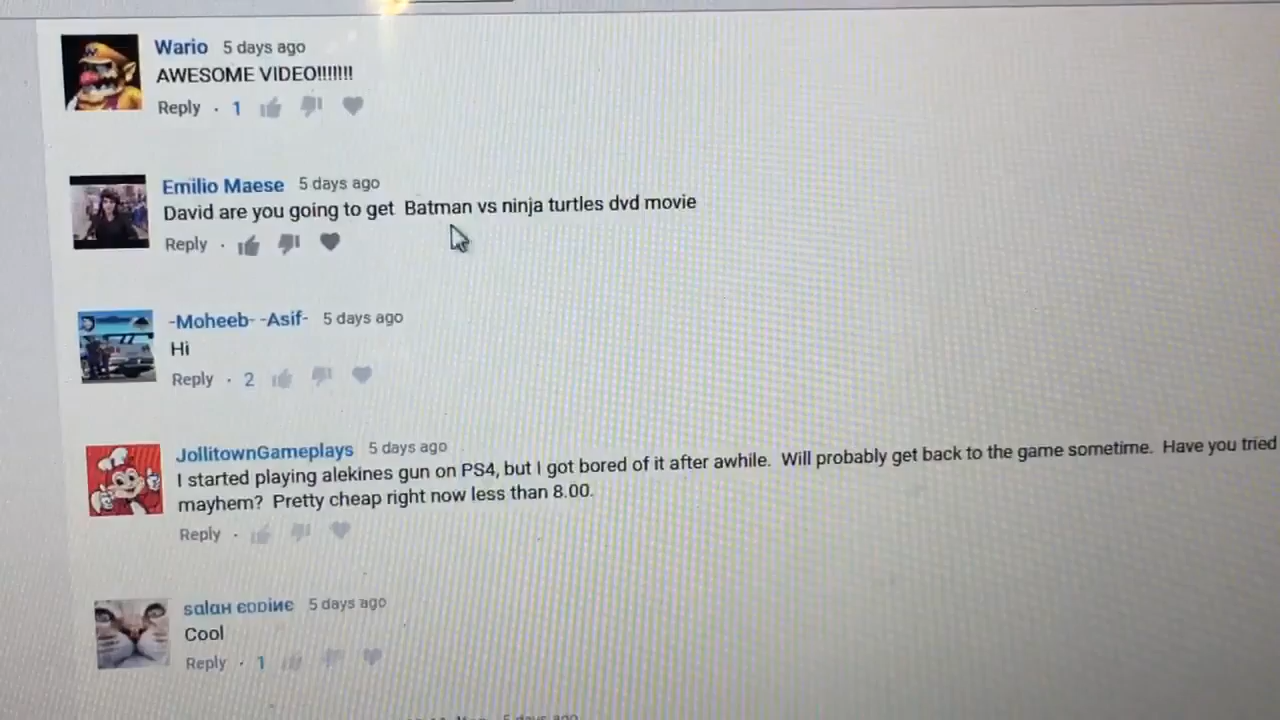 Wario 5 days ago
AWESOME VIDEO!!!!!!!
Reply · 1
Emilio Maese 5 days ago
David are you going to get Batman vs ninja turtles dvd movie
Reply ·
-Moheeb- -Asif- 5 days ago
Hi
Reply · 2
JollitownGameplays 5 days ago
I started playing alekines gun on PS4, but I got bored of it after awhile. Will probably get back to the game sometime. Have you tried
mayhem? Pretty cheap right now less than 8.00.
Reply ·
salaн eᴅᴅiиe 5 days ago
Cool
Reply · 1
5 days ago